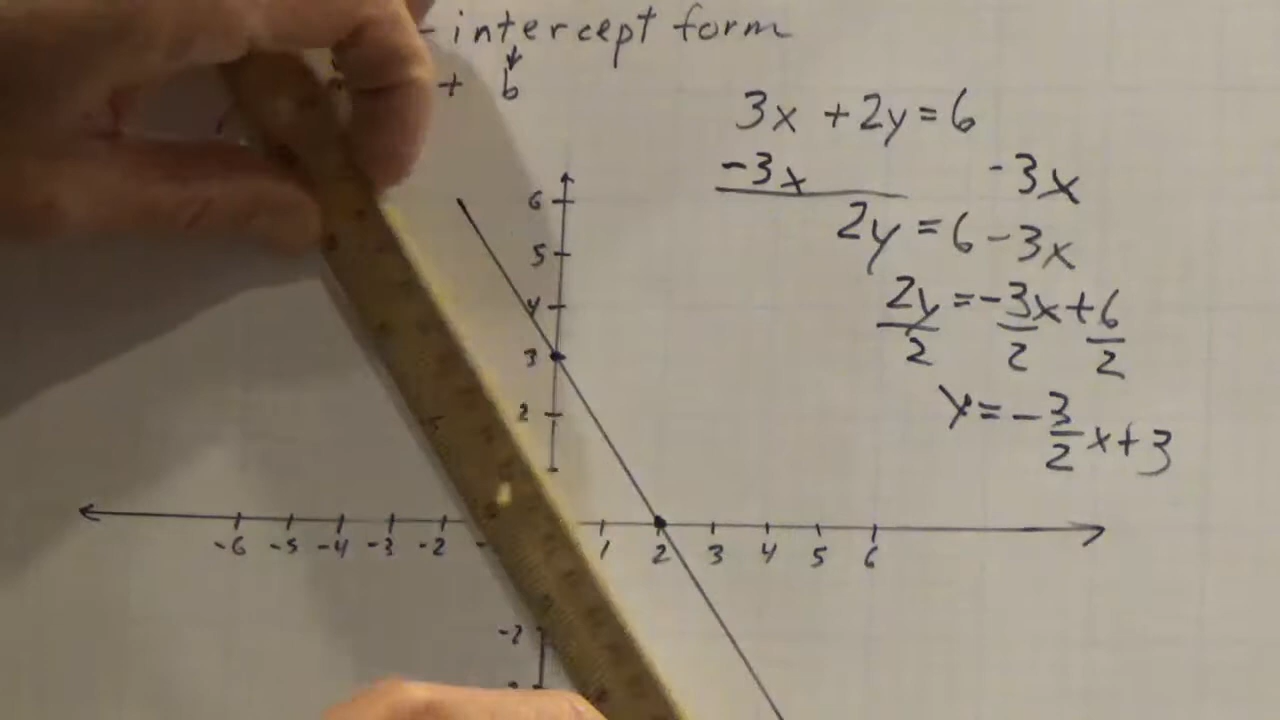 -intercept form
+ b
3x + 2y = 6
-3x -3x
2y = 6 - 3x
2y/2 = -3x/2 + 6/2
y = -3/2 x + 3
6
5
4
3
2
-6 -5 -4 -3 -2 1 2 3 4 5 6
-2